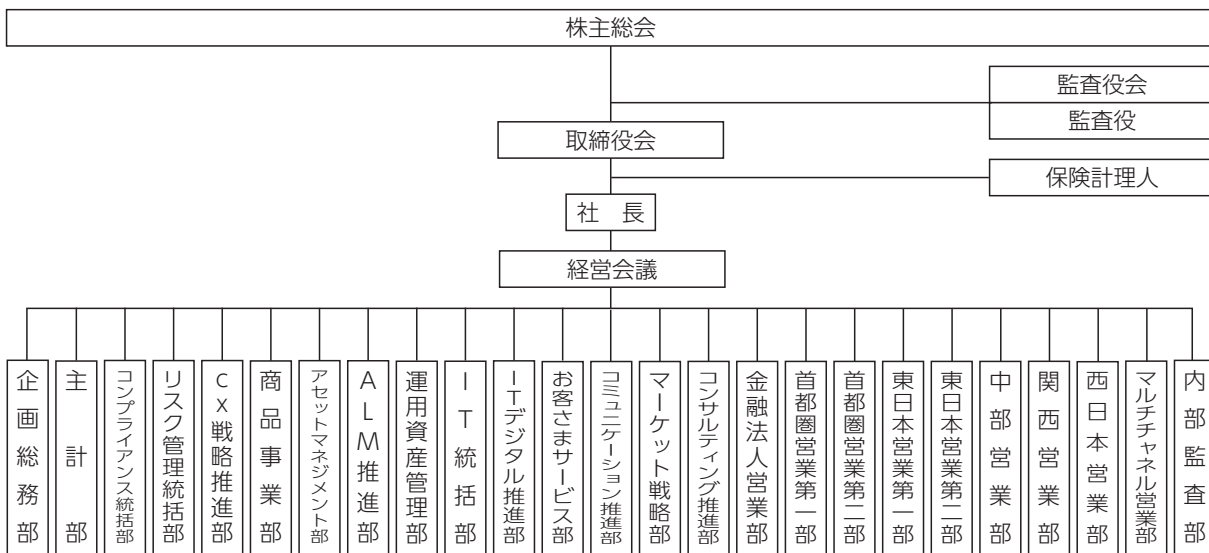 株主総会
監査役会
監査役
取締役会
保険計理人
社　長
経営会議
企画総務部
主計部
コンプライアンス統括部
リスク管理統括部
cx戦略推進部
商品事業部
アセットマネジメント部
ALM推進部
運用資産管理部
IT統括部
ITデジタル推進部
お客さまサービス部
コミュニケーション推進部
マーケット戦略部
コンサルティング推進部
金融法人営業部
首都圏営業第一部
首都圏営業第二部
東日本営業第一部
東日本営業第二部
中部営業部
関西営業部
西日本営業部
マルチチャネル営業部
内部監査部